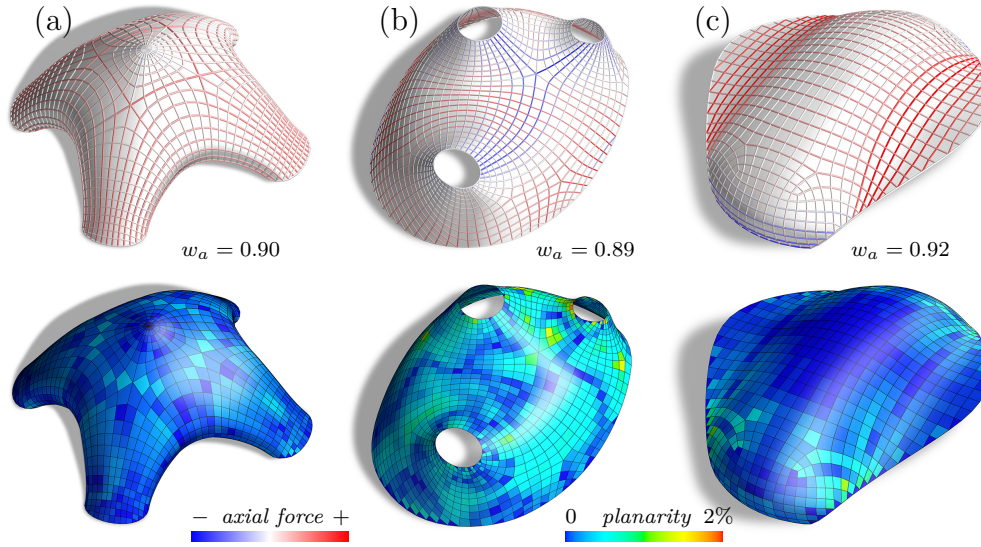 (a)
(b)
(c)
w_a = 0.90
w_a = 0.89
w_a = 0.92
− axial force +
0 planarity 2%